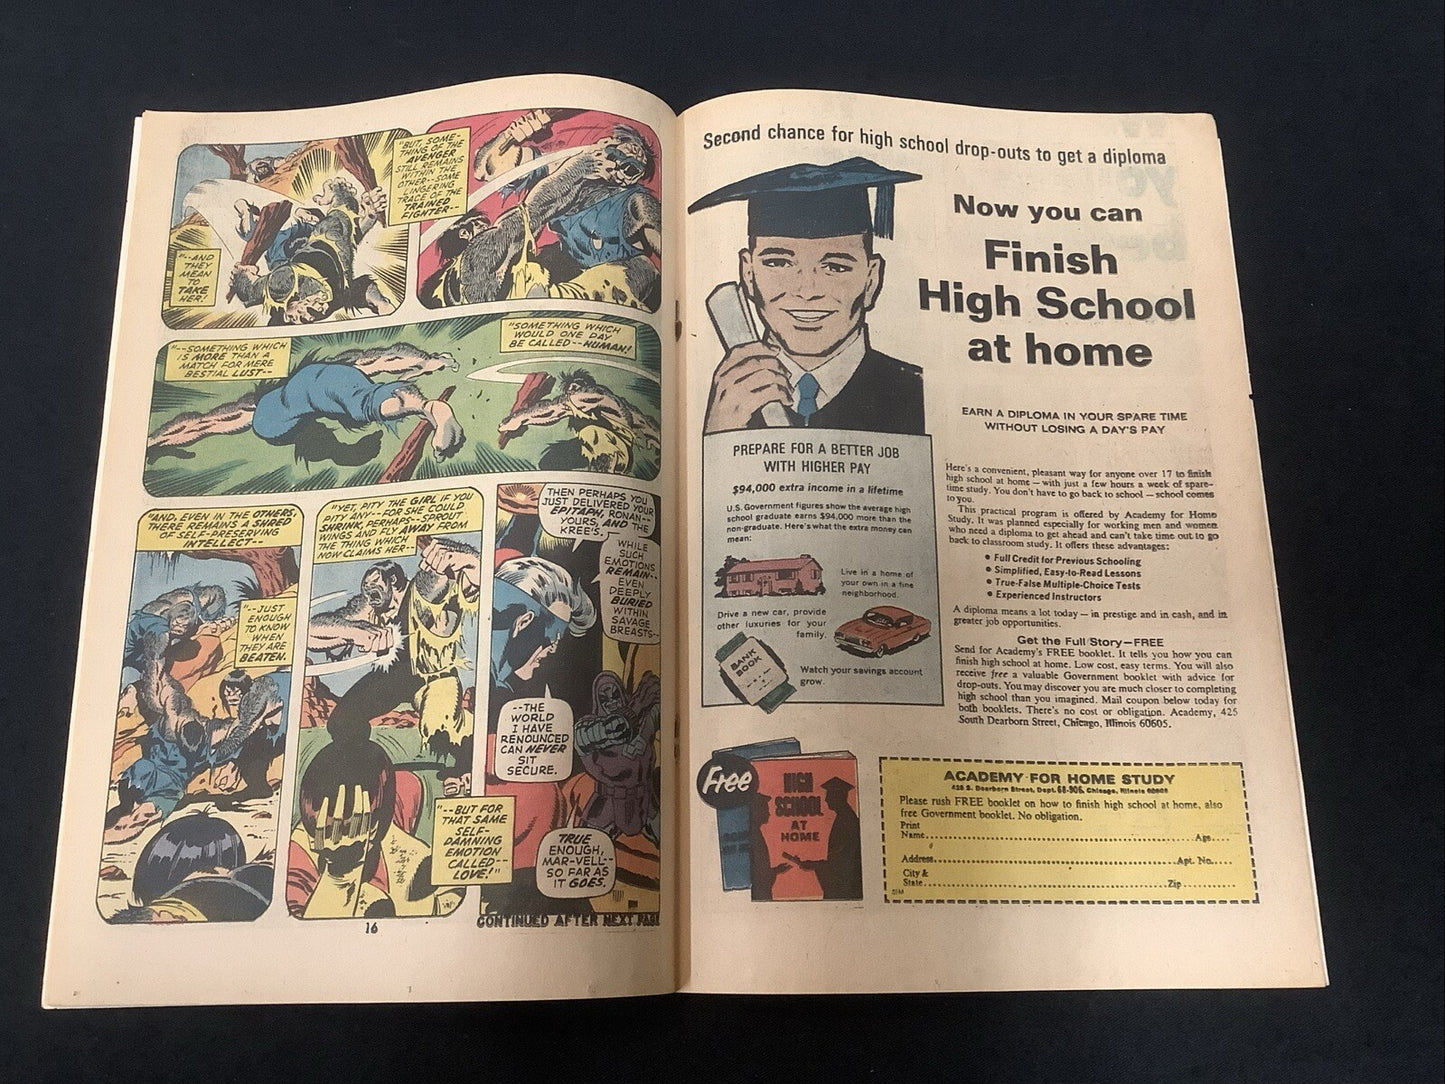 "--AND
THEY
MEAN
TO
TAKE
HER!
"BUT, SOME-
THING OF THE
AVENGER
STILL REMAINS
WITHIN THE
OTHER--SOME
LINGERING
TRACE OF THE
TRAINED
FIGHTER--
"--SOMETHING WHICH
IS MORE THAN A
MATCH FOR MERE
BESTIAL LUST--
"SOMETHING WHICH
WOULD ONE DAY
BE CALLED--HUMAN!
"AND, EVEN IN THE OTHERS,
THERE REMAINS A SHRED
OF SELF-PRESERVING
INTELLECT--
"--JUST
ENOUGH
TO KNOW
WHEN
THEY ARE
BEATEN.
"YET, PITY THE GIRL IF YOU
PITY ANY--FOR SHE COULD
SHRINK, PERHAPS--SPROUT
WINGS AND FLY AWAY FROM
THE THING WHICH
NOW CLAIMS HER--
"--BUT FOR
THAT SAME
SELF-
DAMNING
EMOTION
CALLED--
LOVE!"
THEN PERHAPS YOU
JUST DELIVERED YOUR
EPITAPH, RONAN--
YOURS, AND THE
KREE'S.
WHILE
SUCH
EMOTIONS
REMAIN--
EVEN
DEEPLY
BURIED
WITHIN
SAVAGE
BREASTS--
--THE
WORLD
I HAVE
RENOUNCED
CAN NEVER
SIT
SECURE.
TRUE
ENOUGH,
MAR-VELL--
SO FAR AS
IT GOES.
16
CONTINUED AFTER NEXT PAGE
Second chance for high school drop-outs to get a diploma
Now you can
Finish
High School
at home
EARN A DIPLOMA IN YOUR SPARE TIME
WITHOUT LOSING A DAY'S PAY
PREPARE FOR A BETTER JOB
WITH HIGHER PAY
$94,000 extra income in a lifetime
U.S. Government figures show the average high
school graduate earns $94,000 more than the
non-graduate. Here's what the extra money can
mean:
Live in a home of
your own in a fine
neighborhood.
Drive a new car, provide
other luxuries for your
family.
BANK
BOOK
Watch your savings account
grow.
Here's a convenient, pleasant way for anyone over 17 to finish
high school at home — with just a few hours a week of spare-
time study. You don't have to go back to school — school comes
to you.
This practical program is offered by Academy for Home
Study. It was planned especially for working men and women
who need a diploma to get ahead and can't take time out to go
back to classroom study. It offers these advantages:
• Full Credit for Previous Schooling
• Simplified, Easy-to-Read Lessons
• True-False Multiple-Choice Tests
• Experienced Instructors
A diploma means a lot today — in prestige and in cash, and in
greater job opportunities.
Get the Full Story—FREE
Send for Academy's FREE booklet. It tells you how you can
finish high school at home. Low cost, easy terms. You will also
receive free a valuable Government booklet with advice for
drop-outs. You may discover you are much closer to completing
high school than you imagined. Mail coupon below today for
both booklets. There's no cost or obligation. Academy, 425
South Dearborn Street, Chicago, Illinois 60605.
Free
HIGH
SCHOOL
AT
HOME
ACADEMY FOR HOME STUDY
425 S. Dearborn Street, Dept. 68-906, Chicago, Illinois 60605
Please rush FREE booklet on how to finish high school at home, also
free Government booklet. No obligation.
Print
Name Age
Address Apt. No.
City &
State Zip